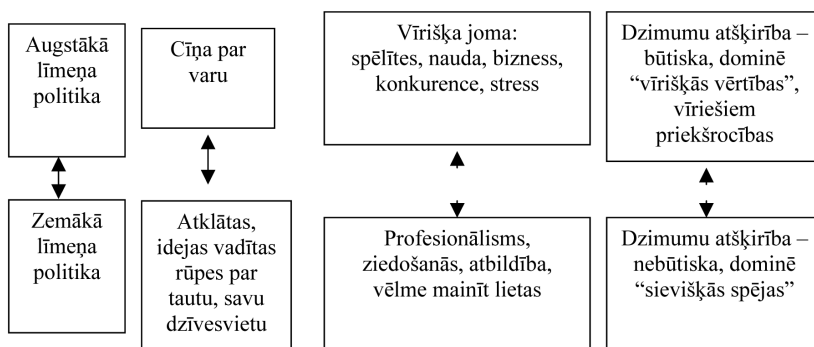 Augstākā
līmeņa
politika
Cīņa par
varu
Vīrišķa joma:
spēlītes, nauda, bizness,
konkurence, stress
Dzimumu atšķirība –
būtiska, dominē
“vīrišķās vērtības”,
vīriešiem
priekšrocības
Zemākā
līmeņa
politika
Atklātas,
idejas vadītas
rūpes par
tautu, savu
dzīvesvietu
Profesionālisms,
ziedošanās, atbildība,
vēlme mainīt lietas
Dzimumu atšķirība –
nebūtiska, dominē
“sievišķās spējas”